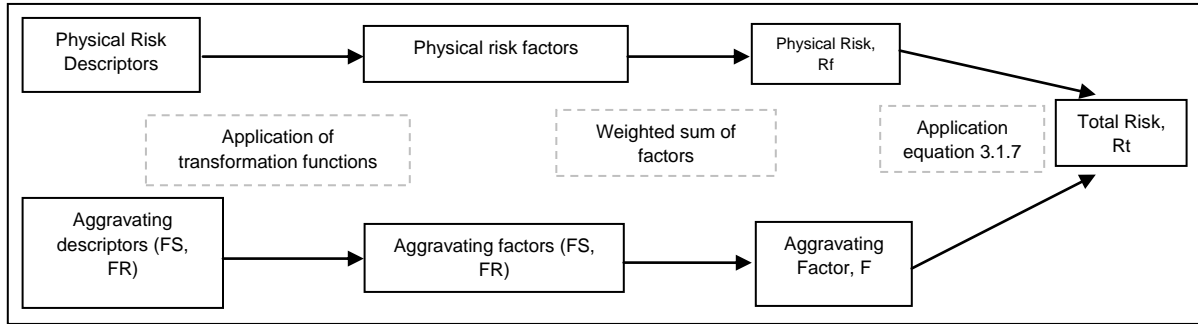 Physical Risk
Descriptors
Physical risk factors
Physical Risk,
Rf
Application of
transformation functions
Weighted sum of
factors
Application
equation 3.1.7
Total Risk,
Rt
Aggravating
descriptors (FS,
FR)
Aggravating factors (FS,
FR)
Aggravating
Factor, F